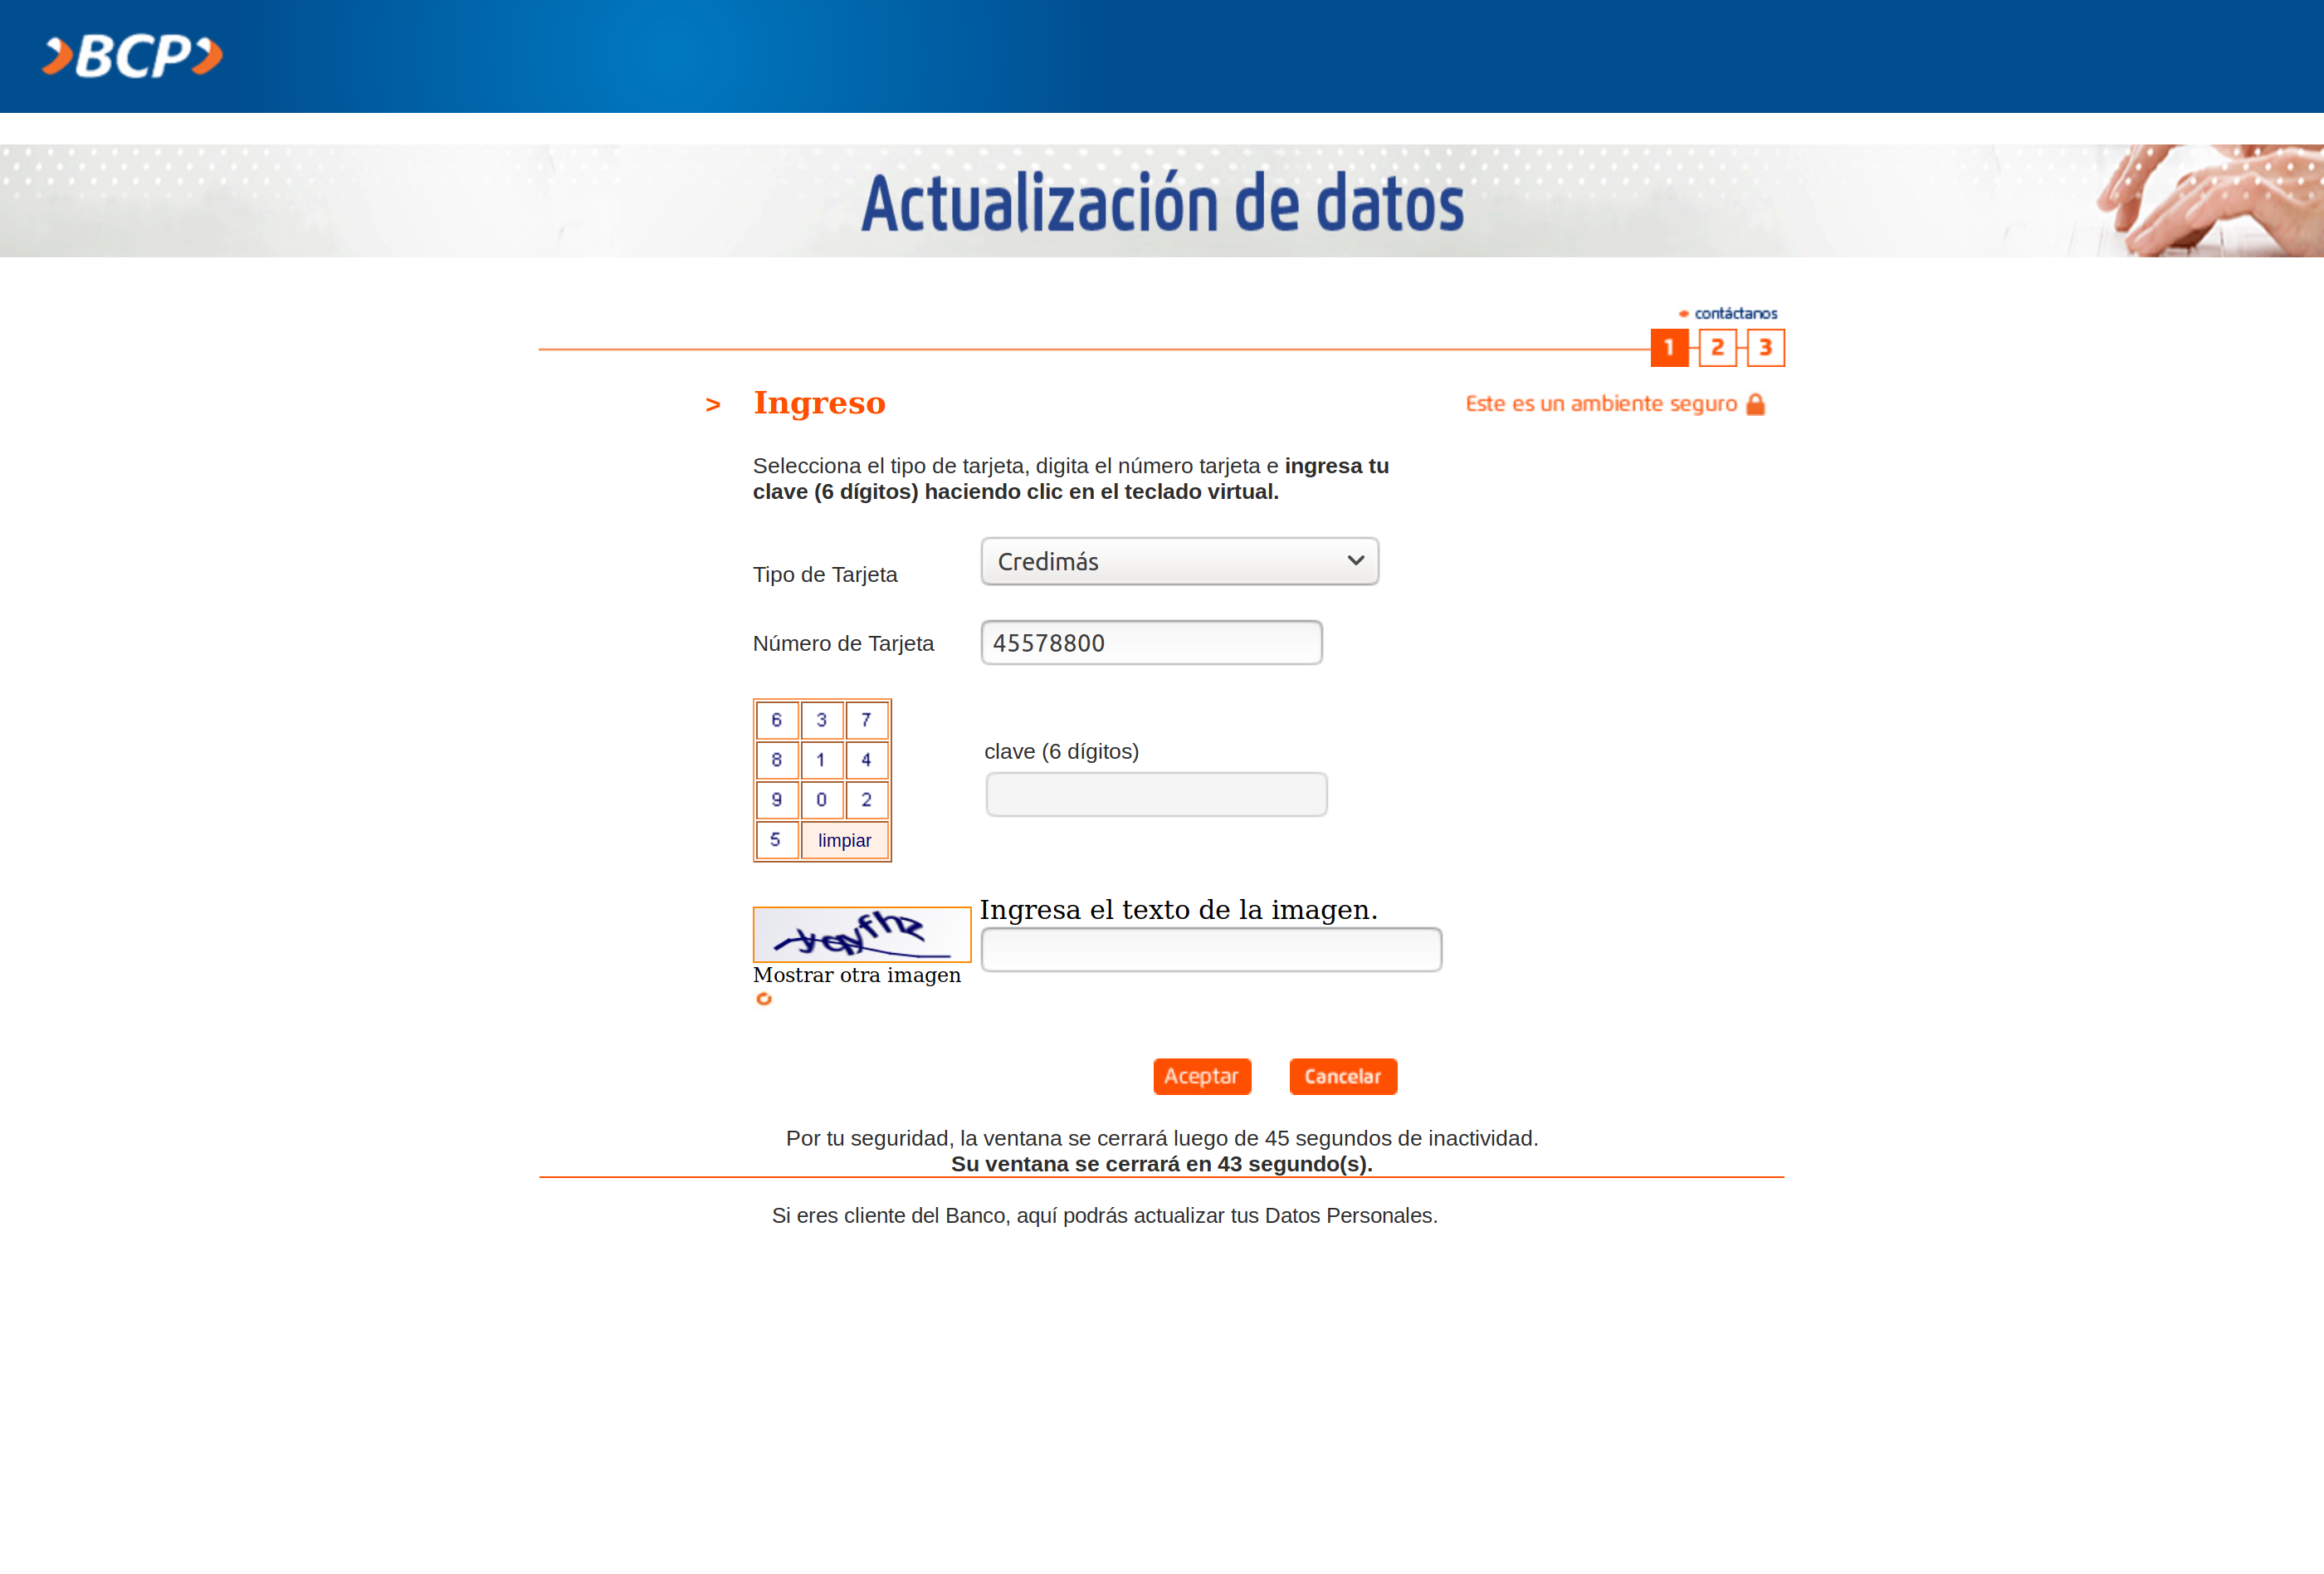 BCP
Actualización de datos
contáctanos
1 2 3
> Ingreso
Este es un ambiente seguro
Selecciona el tipo de tarjeta, digita el número tarjeta e ingresa tu
clave (6 dígitos) haciendo clic en el teclado virtual.
Tipo de Tarjeta
Credimás
Número de Tarjeta
45578800
6 3 7
8 1 4
9 0 2
5 limpiar
clave (6 dígitos)
Ingresa el texto de la imagen.
Mostrar otra imagen
Aceptar
Cancelar
Por tu seguridad, la ventana se cerrará luego de 45 segundos de inactividad.
Su ventana se cerrará en 43 segundo(s).
Si eres cliente del Banco, aquí podrás actualizar tus Datos Personales.